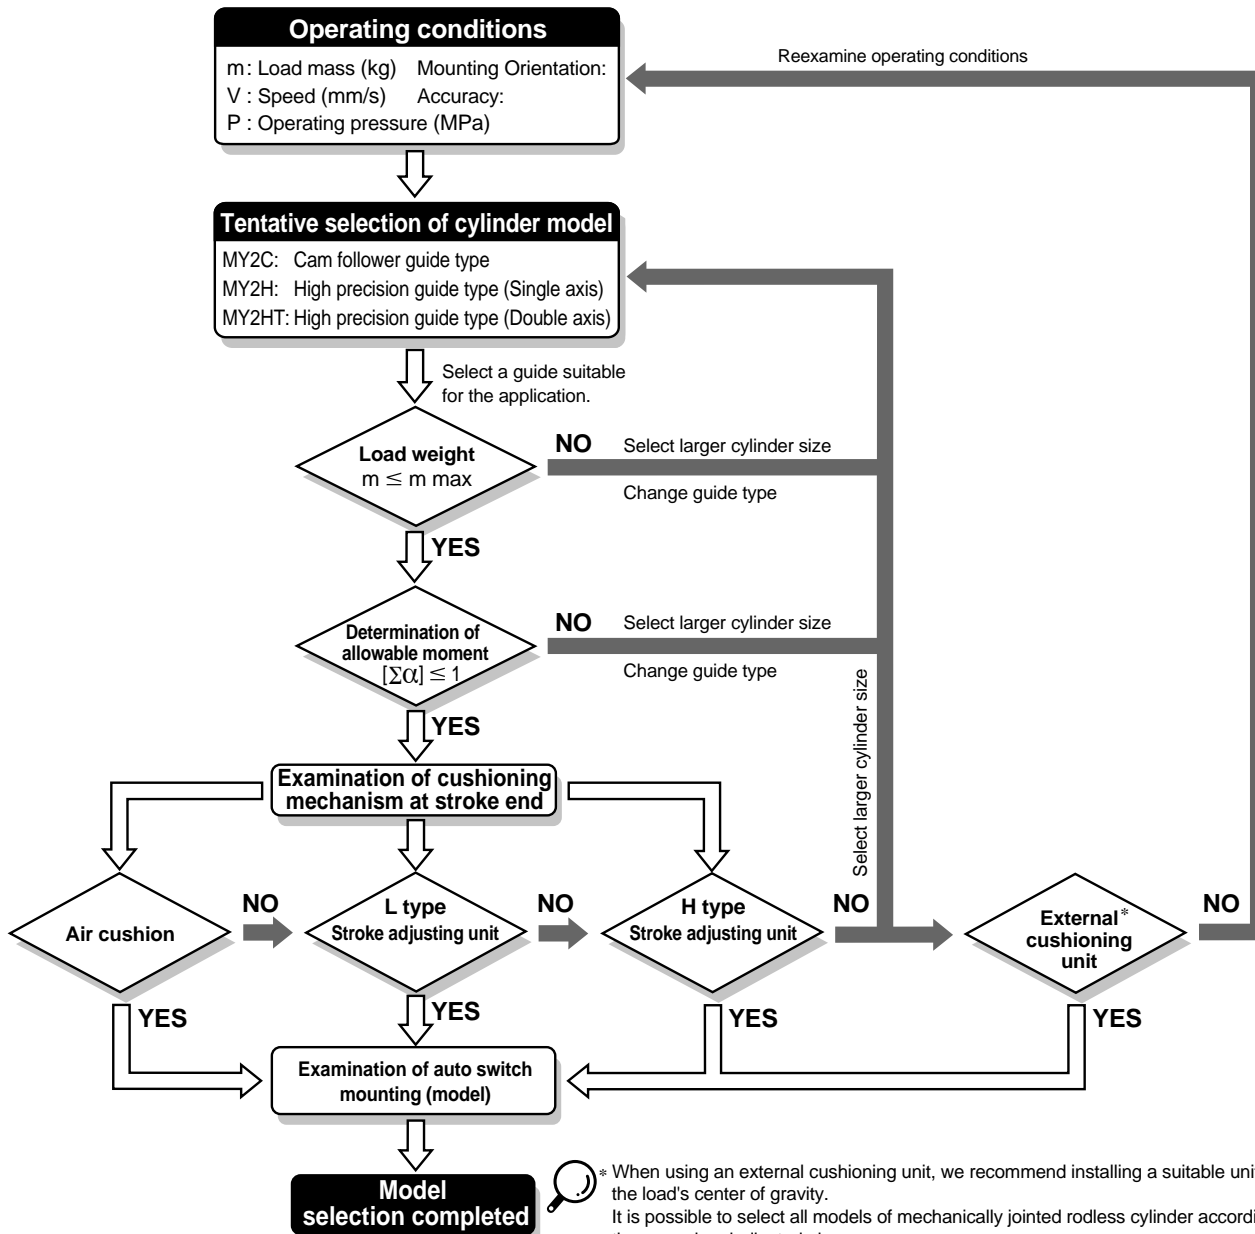 Operating conditions
m : Load mass (kg) Mounting Orientation:
V : Speed (mm/s) Accuracy:
P : Operating pressure (MPa)
Reexamine operating conditions
Tentative selection of cylinder model
MY2C: Cam follower guide type
MY2H: High precision guide type (Single axis)
MY2HT: High precision guide type (Double axis)
Select a guide suitable
for the application.
Load weight
m ≤ m max
NO
Select larger cylinder size
Change guide type
YES
Determination of
allowable moment
[Σα] ≤ 1
NO
Select larger cylinder size
Change guide type
YES
Select larger cylinder size
Examination of cushioning
mechanism at stroke end
Air cushion
NO
L type
Stroke adjusting unit
NO
H type
Stroke adjusting unit
NO
External*
cushioning
unit
NO
YES
YES
YES
YES
Examination of auto switch
mounting (model)
Model
selection completed
* When using an external cushioning unit, we recommend installing a suitable uni
the load's center of gravity.
It is possible to select all models of mechanically jointed rodless cylinder accordi